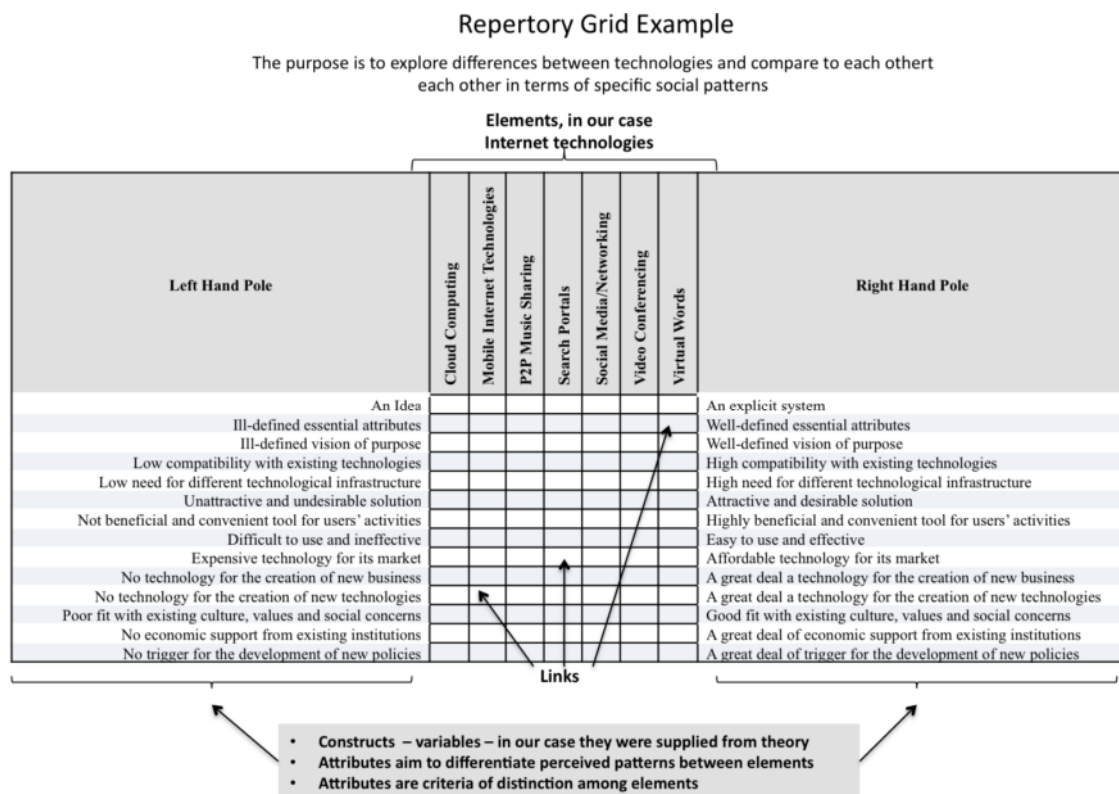 Repertory Grid Example
The purpose is to explore differences between technologies and compare to each othert
each other in terms of specific social patterns
Elements, in our case
Internet technologies
Left Hand Pole
Cloud Computing
Mobile Internet Technologies
P2P Music Sharing
Search Portals
Social Media/Networking
Video Conferencing
Virtual Words
Right Hand Pole
An Idea
An explicit system
Ill-defined essential attributes
Well-defined essential attributes
Ill-defined vision of purpose
Well-defined vision of purpose
Low compatibility with existing technologies
High compatibility with existing technologies
Low need for different technological infrastructure
High need for different technological infrastructure
Unattractive and undesirable solution
Attractive and desirable solution
Not beneficial and convenient tool for users' activities
Highly beneficial and convenient tool for users' activities
Difficult to use and ineffective
Easy to use and effective
Expensive technology for its market
Affordable technology for its market
No technology for the creation of new business
A great deal a technology for the creation of new business
No technology for the creation of new technologies
A great deal a technology for the creation of new technologies
Poor fit with existing culture, values and social concerns
Good fit with existing culture, values and social concerns
No economic support from existing institutions
A great deal of economic support from existing institutions
No trigger for the development of new policies
A great deal of trigger for the development of new policies
Links
• Constructs – variables – in our case they were supplied from theory
• Attributes aim to differentiate perceived patterns between elements
• Attributes are criteria of distinction among elements